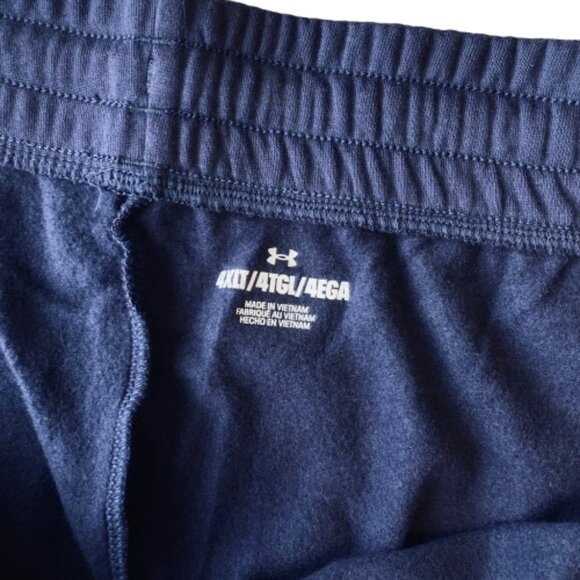 4XLT/4TGL/4EGA
MADE IN VIETNAM
FABRIQUÉ AU VIETNAM
HECHO EN VIETNAM